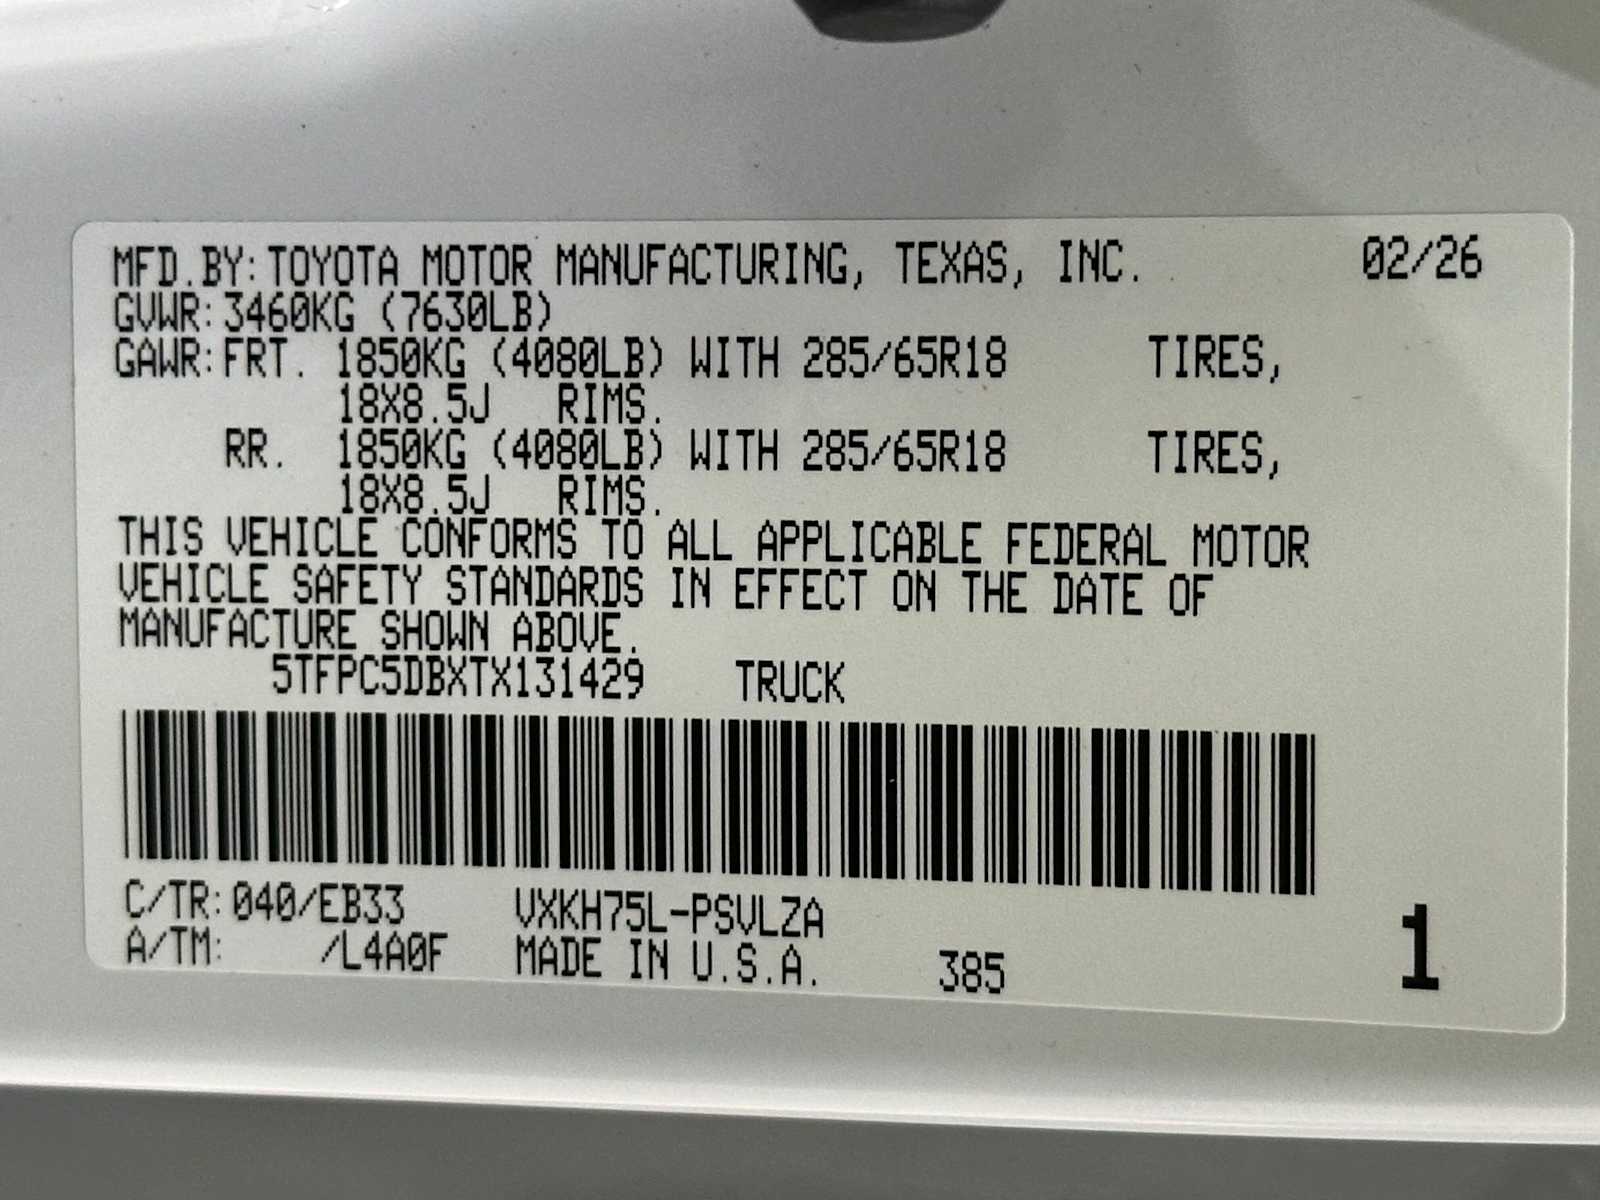 MFD.BY:TOYOTA MOTOR MANUFACTURING, TEXAS, INC. 02/26
GVWR:3460KG (7630LB)
GAWR:FRT. 1850KG (4080LB) WITH 285/65R18 TIRES,
18X8.5J RIMS.
RR. 1850KG (4080LB) WITH 285/65R18 TIRES,
18X8.5J RIMS.
THIS VEHICLE CONFORMS TO ALL APPLICABLE FEDERAL MOTOR
VEHICLE SAFETY STANDARDS IN EFFECT ON THE DATE OF
MANUFACTURE SHOWN ABOVE.
5TFPC5DBXTX131429 TRUCK
C/TR:040/EB33 VXKH75L-PSVLZA
A/TM: /L4A0F MADE IN U.S.A. 385 1